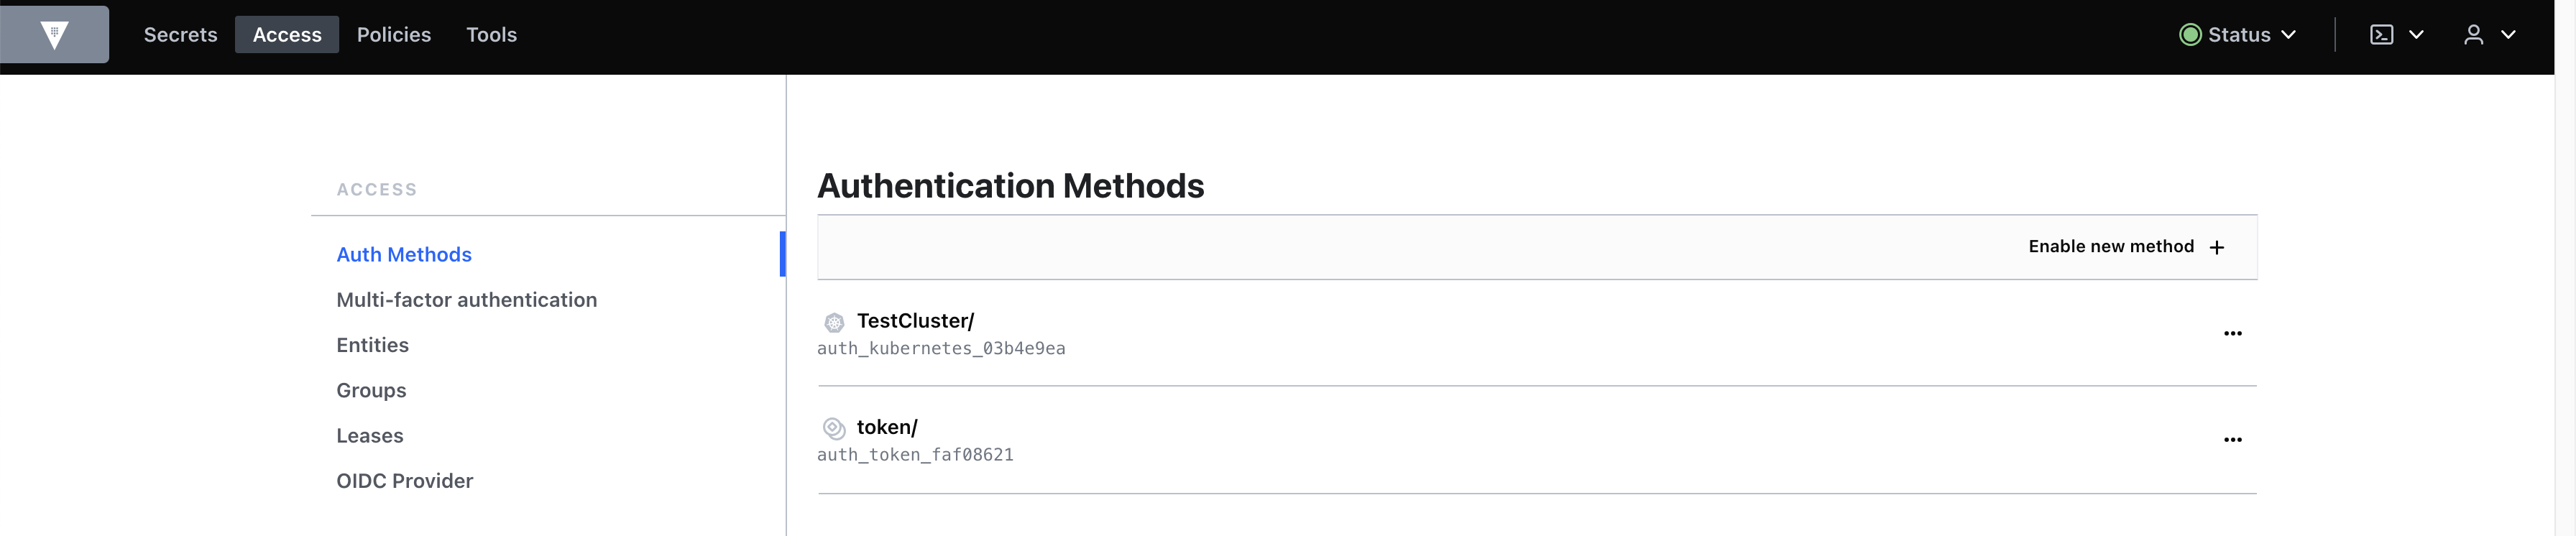 Secrets Access Policies Tools Status
ACCESS
Auth Methods
Multi-factor authentication
Entities
Groups
Leases
OIDC Provider
Authentication Methods
Enable new method +
TestCluster/
auth_kubernetes_03b4e9ea
token/
auth_token_faf08621